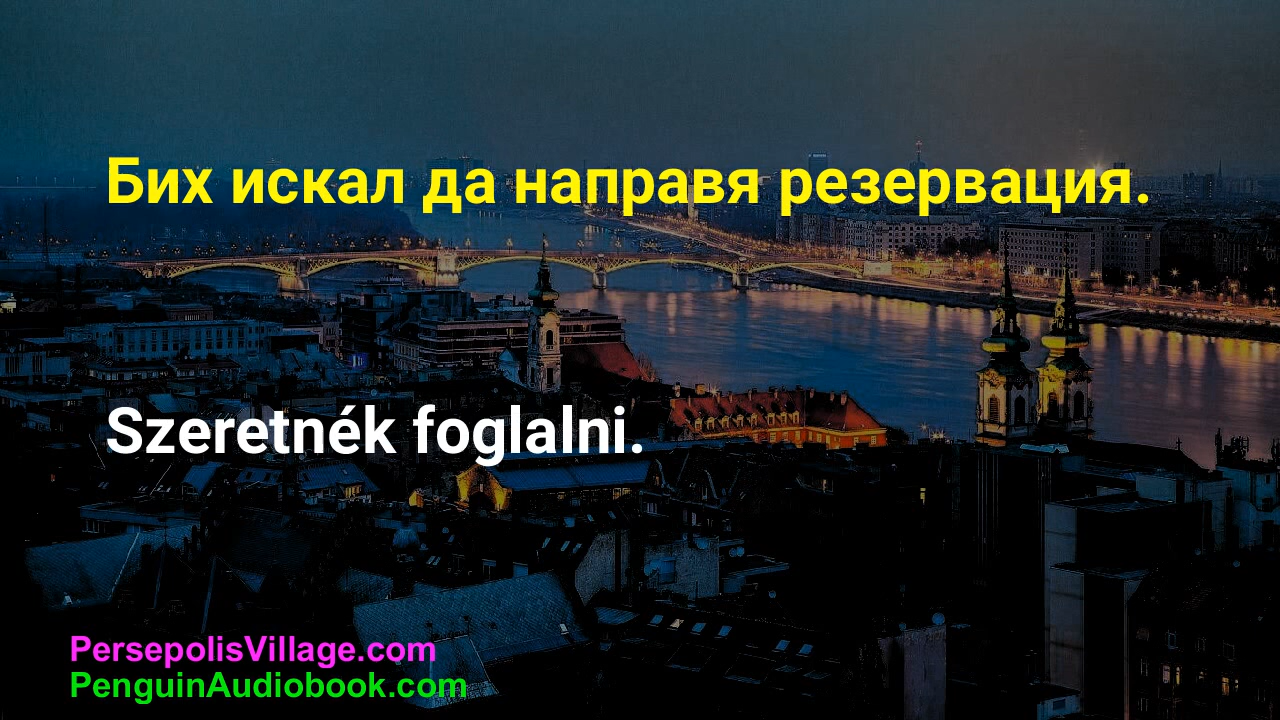 Бих искал да направя резервация.
Szeretnék foglalni.
PersepolisVillage.com
PenguinAudiobook.com